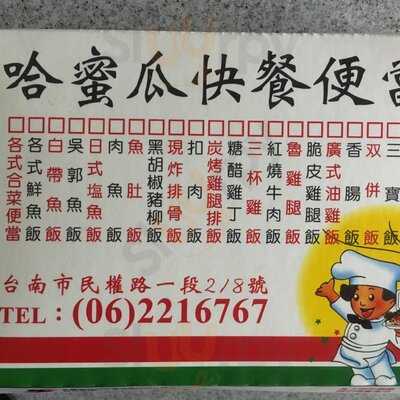 哈蜜瓜快餐便當
三寶飯
双併飯
香腸飯
廣式油雞飯
脆皮雞腿飯
魯雞腿飯
紅燒牛肉飯
三杯雞飯
糖醋雞丁飯
炭烤雞腿排飯
扣肉飯
現炸排骨飯
黑胡椒豬柳飯
魚肚飯
肉魚飯
日式塩魚飯
吳郭魚飯
白帶魚飯
各式鮮魚飯
各式合菜便當
台南市民權路一段218號
TEL：(06)2216767